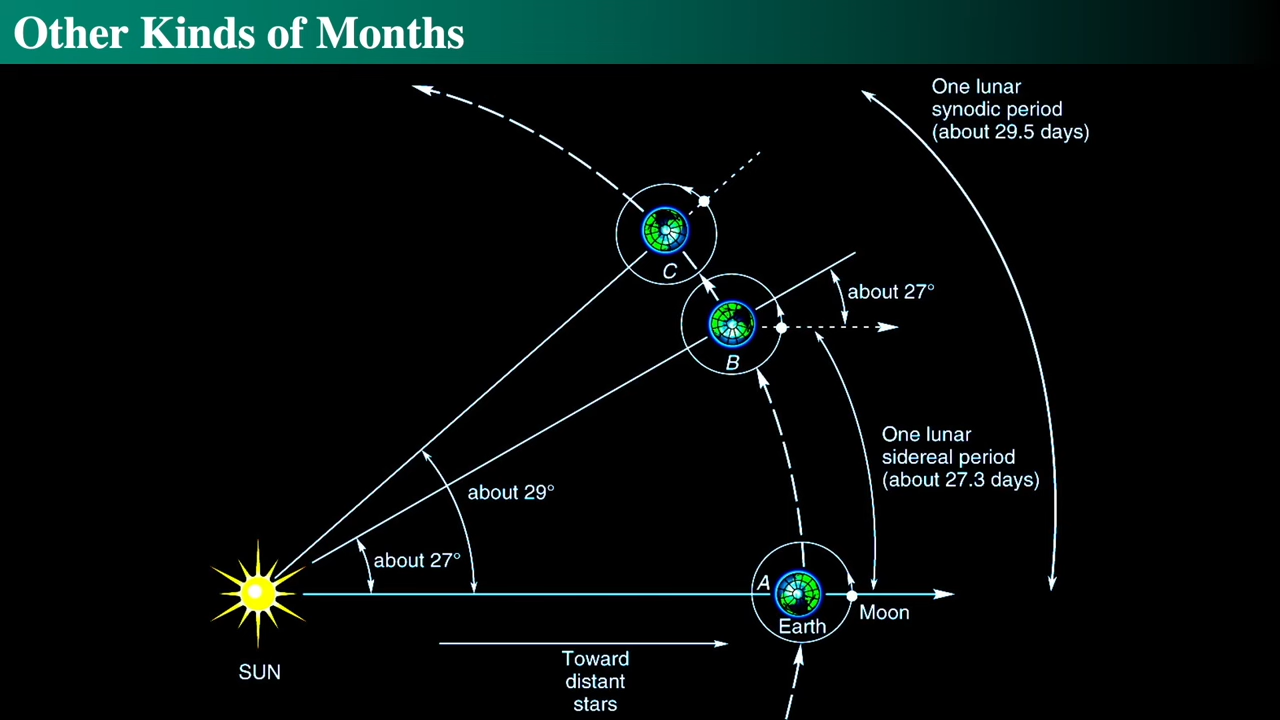 Other Kinds of Months
One lunar
synodic period
(about 29.5 days)
C
about 27°
B
One lunar
sidereal period
(about 27.3 days)
about 29°
about 27°
A
Earth
Moon
SUN
Toward
distant
stars